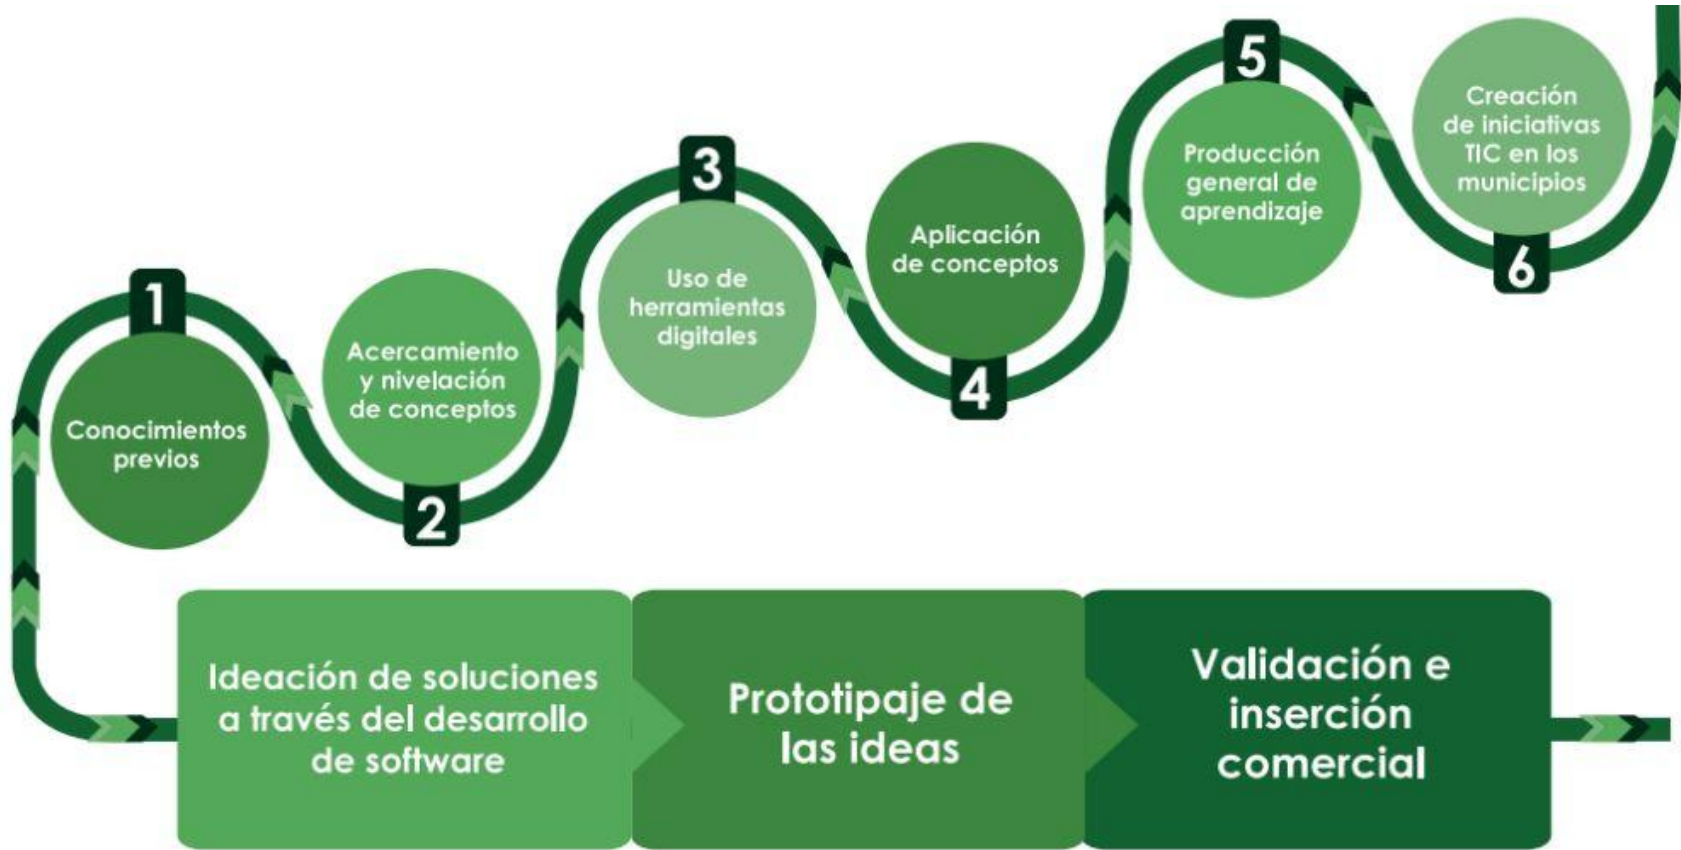 1
Conocimientos
previos
2
Acercamiento
y nivelación
de conceptos
3
Uso de
herramientas
digitales
4
Aplicación
de conceptos
5
Producción
general de
aprendizaje
6
Creación
de iniciativas
TIC en los
municipios
Ideación de soluciones
a través del desarrollo
de software
Prototipaje de
las ideas
Validación e
inserción
comercial